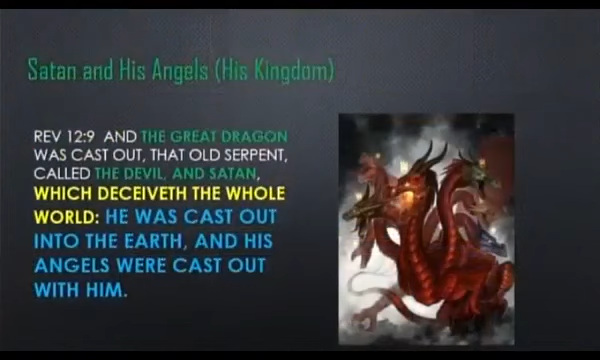 Satan and His Angels (His Kingdom)
REV 12:9 AND THE GREAT DRAGON
WAS CAST OUT, THAT OLD SERPENT,
CALLED THE DEVIL, AND SATAN,
WHICH DECEIVETH THE WHOLE
WORLD: HE WAS CAST OUT
INTO THE EARTH, AND HIS
ANGELS WERE CAST OUT
WITH HIM.